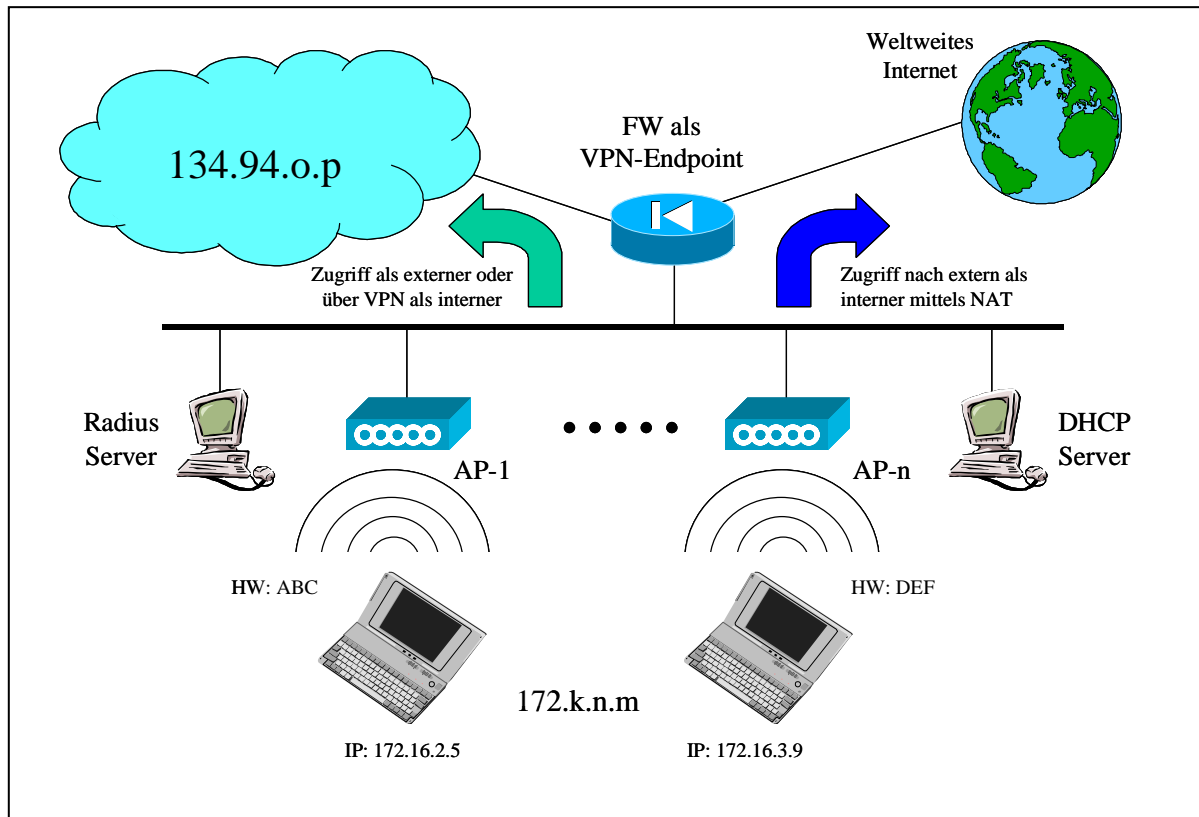 Weltweites
Internet
FW als
VPN-Endpoint
134.94.o.p
Zugriff als externer oder
über VPN als interner
Zugriff nach extern als
interner mittels NAT
Radius
Server
AP-1
AP-n
DHCP
Server
HW: ABC
HW: DEF
172.k.n.m
IP: 172.16.2.5
IP: 172.16.3.9